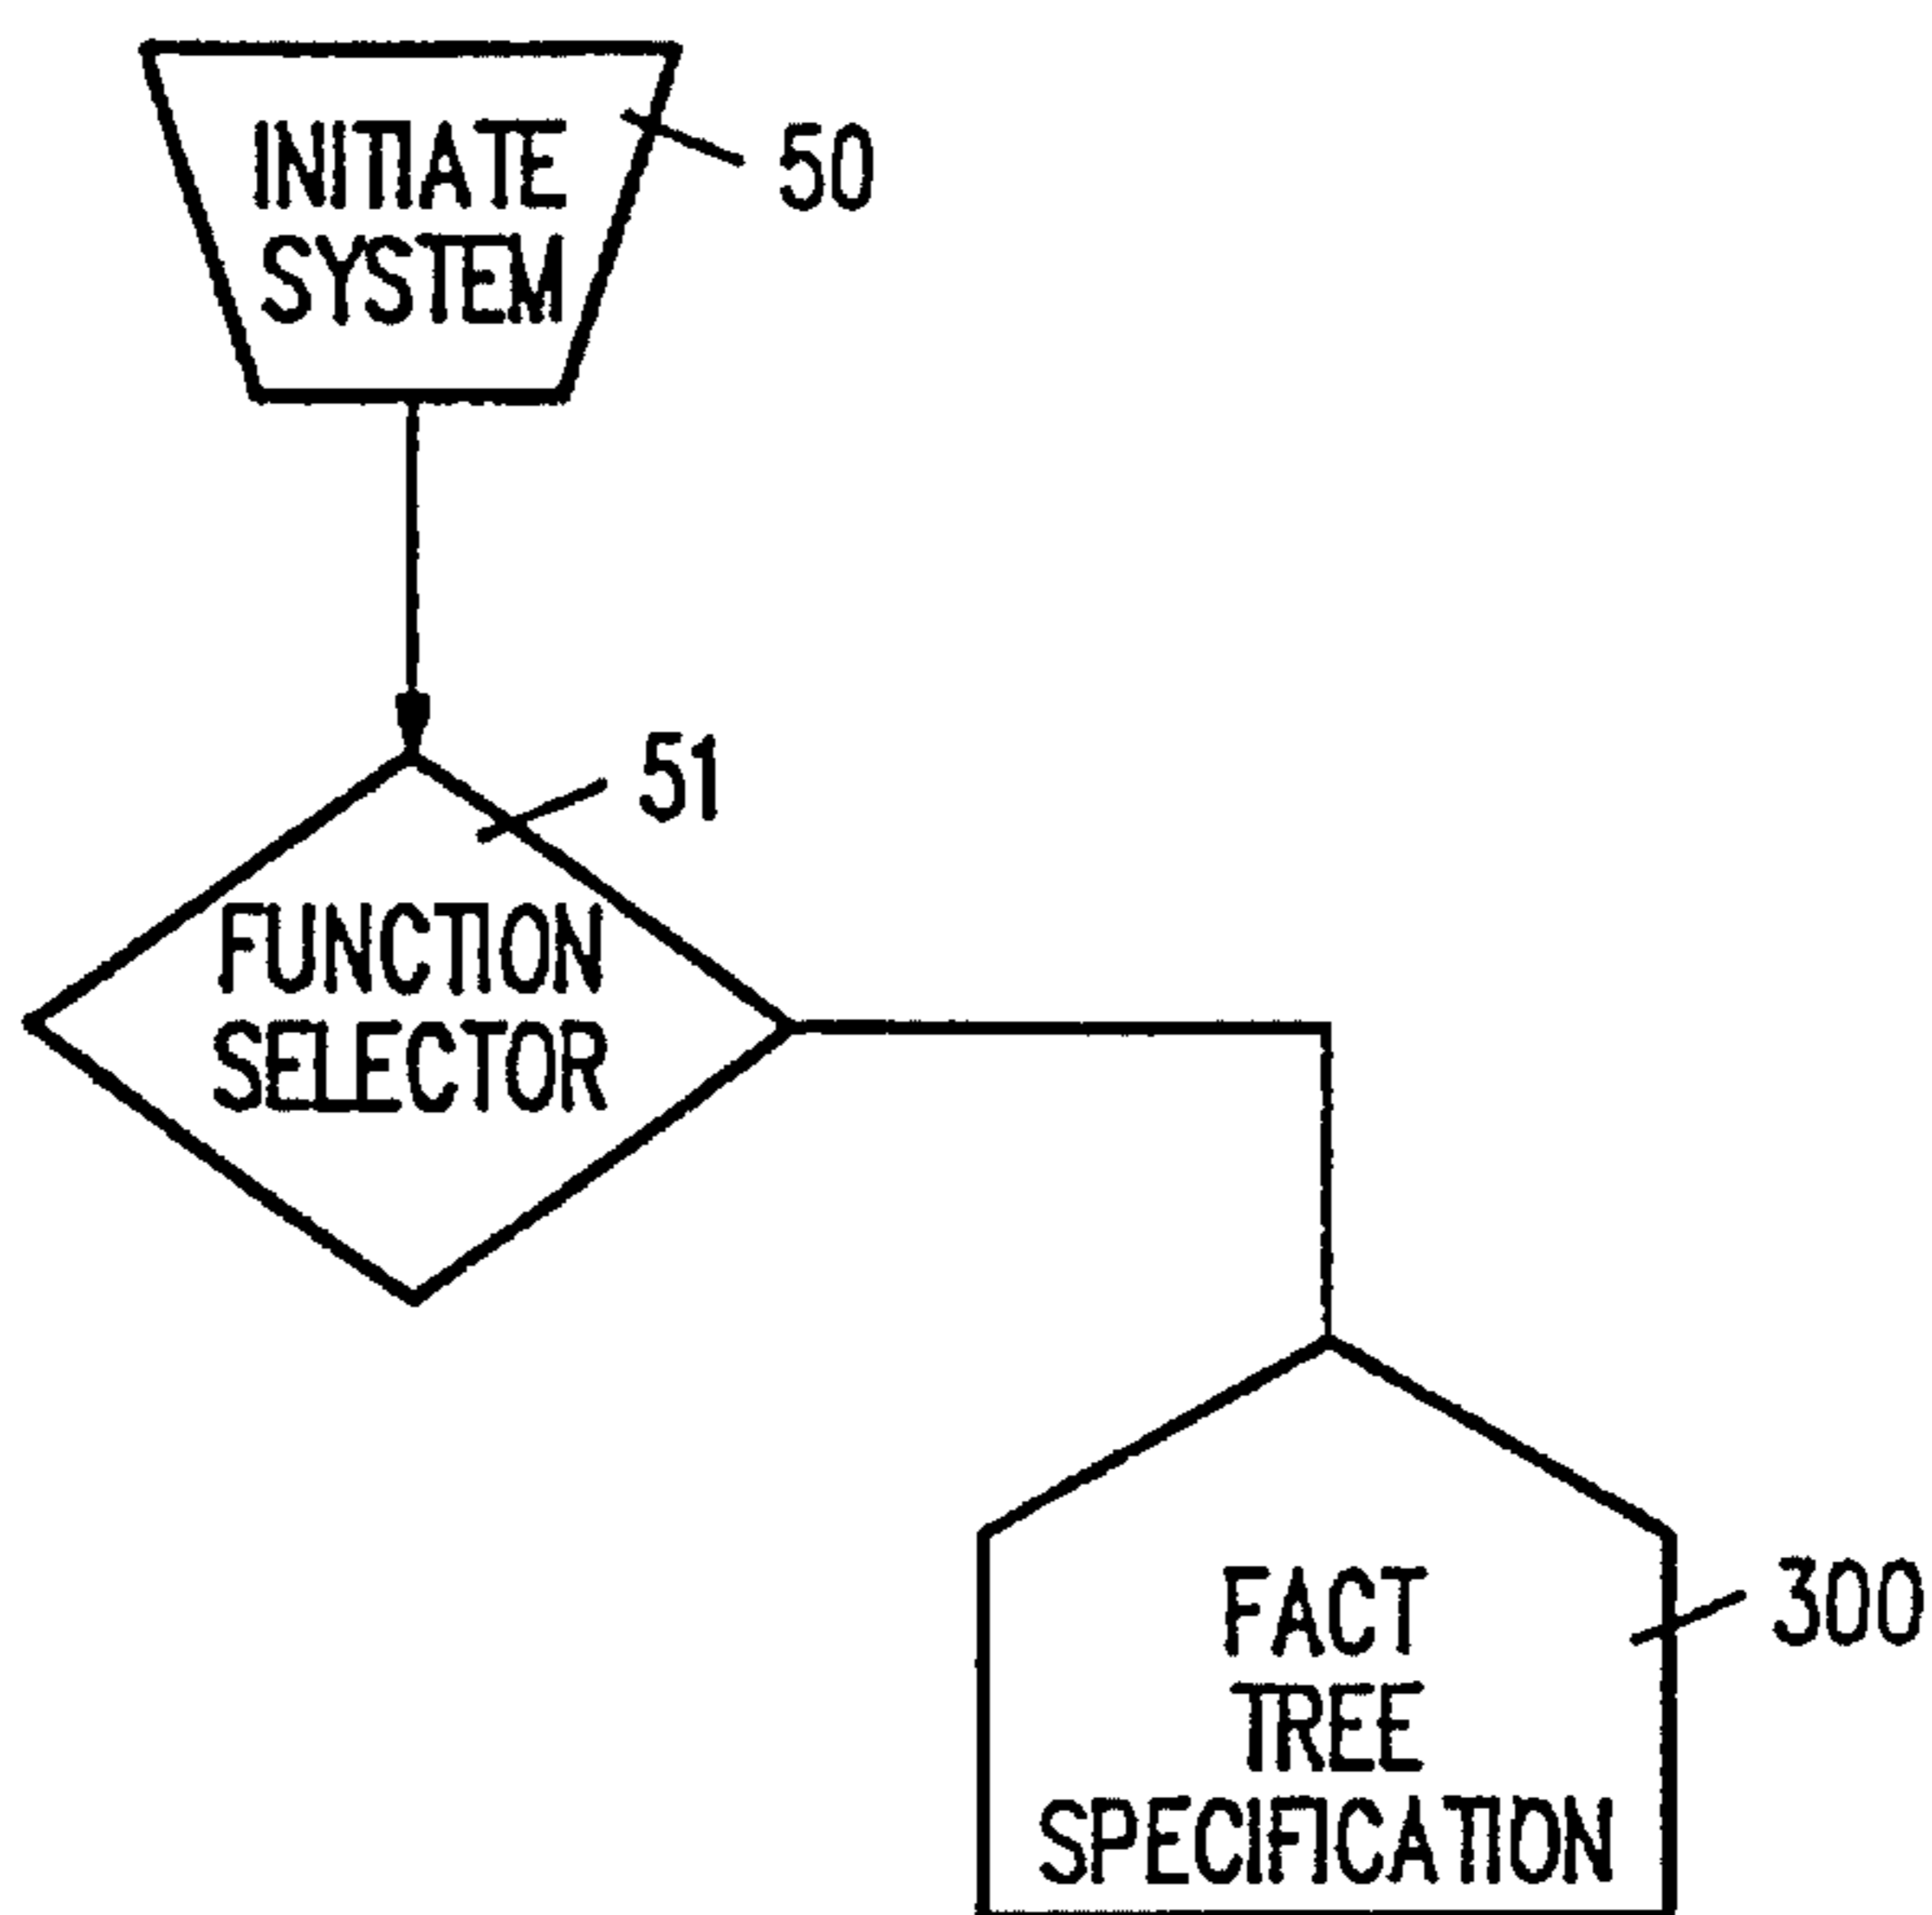 INITIATE
SYSTEM
50
51
FUNCTION
SELECTOR
FACT
TREE
SPECIFICATION
300